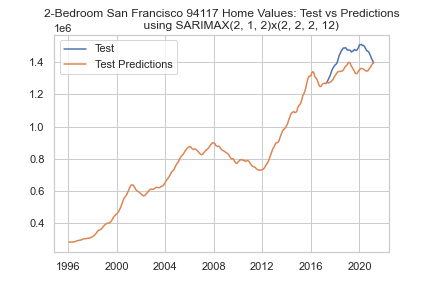 2-Bedroom San Francisco 94117 Home Values: Test vs Predictions
using SARIMAX(2, 1, 2)x(2, 2, 2, 12)
1e6
Test
Test Predictions
1.4
1.2
1.0
0.8
0.6
0.4
1996 2000 2004 2008 2012 2016 2020